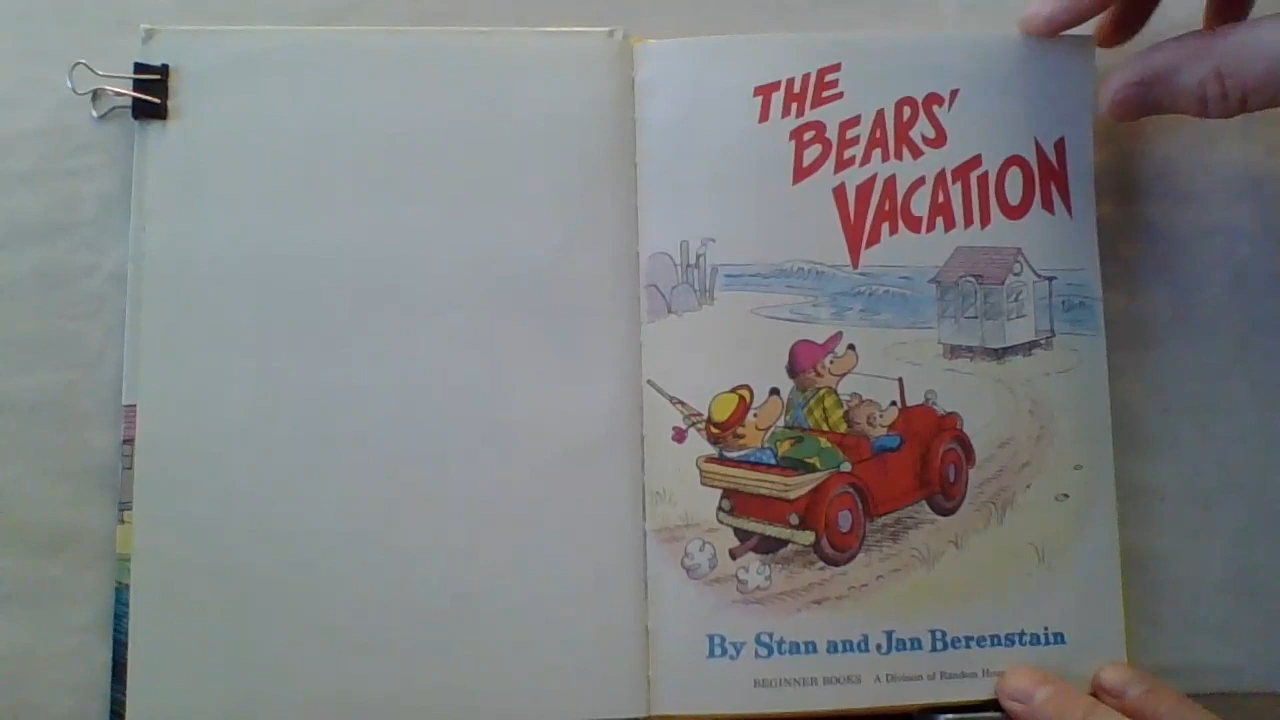 THE
BEARS'
VACATION
By Stan and Jan Berenstain
BEGINNER BOOKS A Division of Random